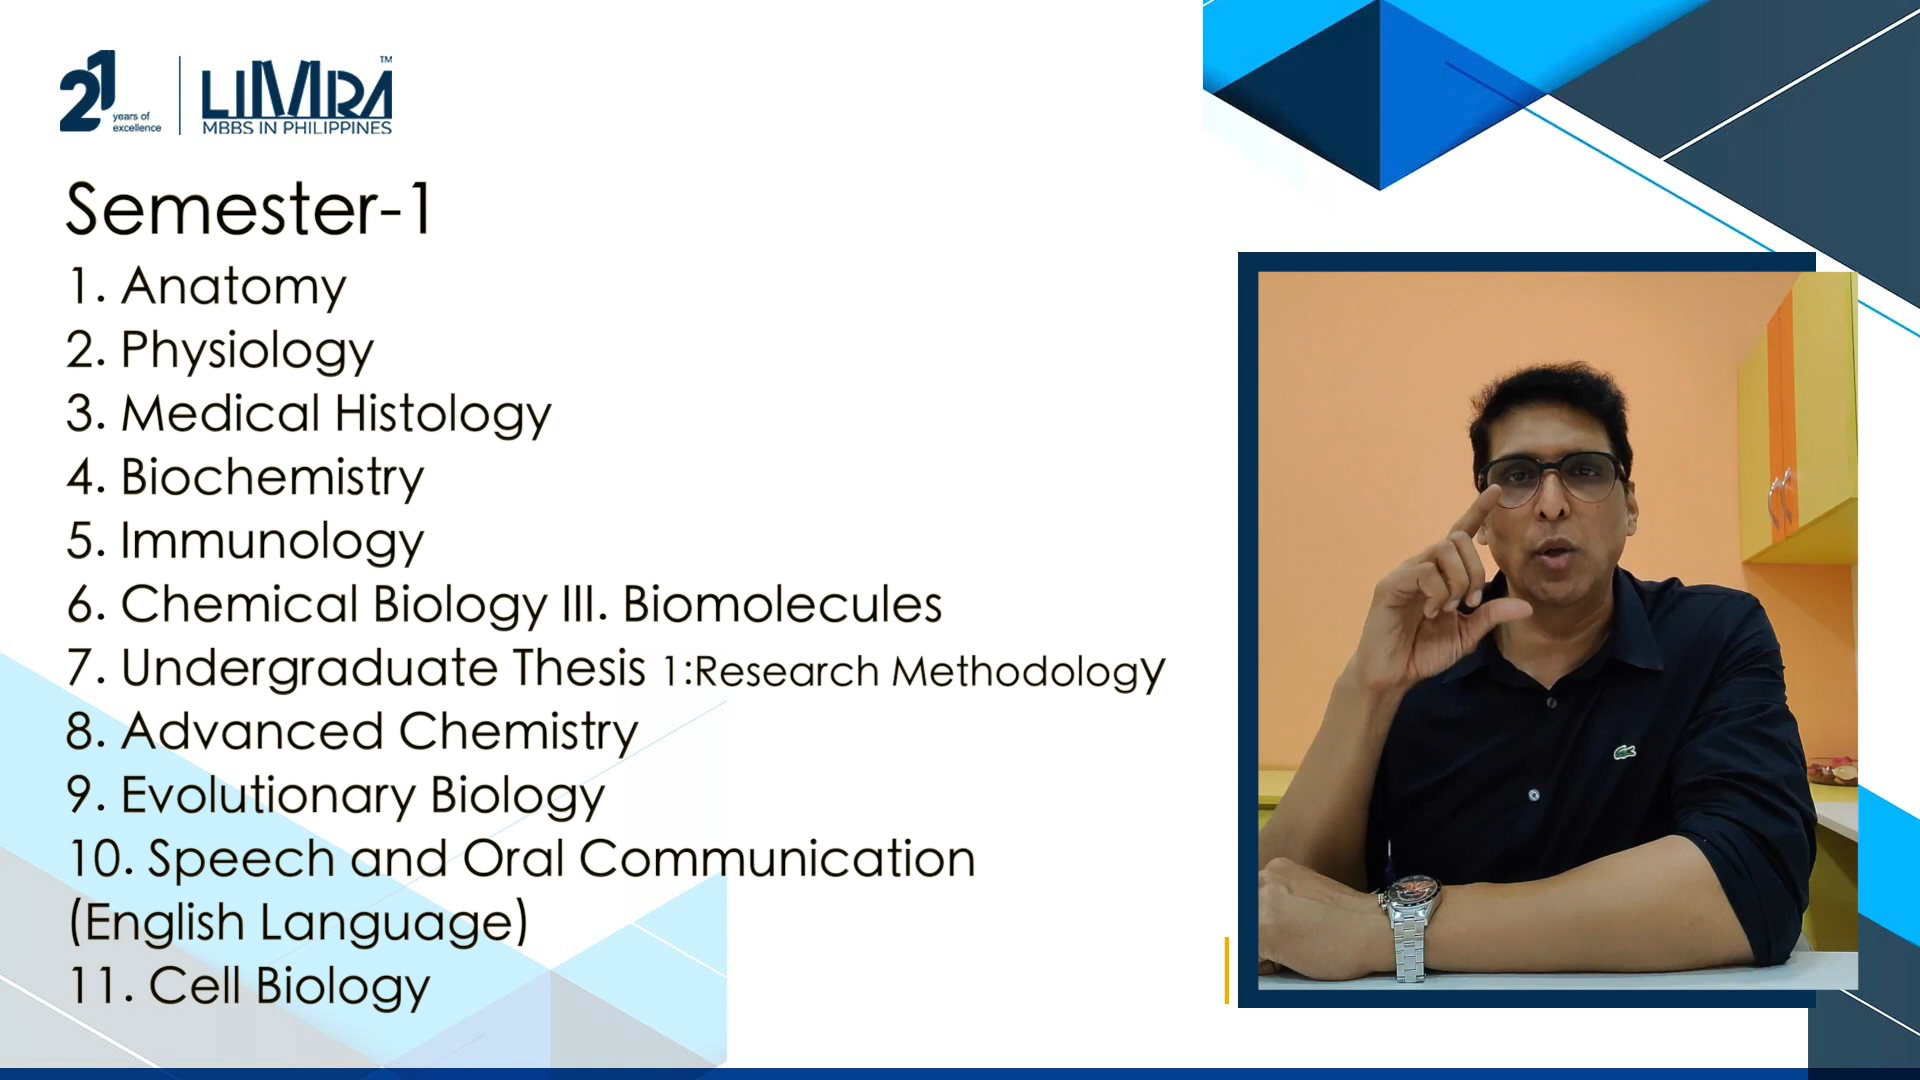 21 years of
excellence
LIMRA™
MBBS IN PHILIPPINES
Semester-1
1. Anatomy
2. Physiology
3. Medical Histology
4. Biochemistry
5. Immunology
6. Chemical Biology III. Biomolecules
7. Undergraduate Thesis 1:Research Methodology
8. Advanced Chemistry
9. Evolutionary Biology
10. Speech and Oral Communication
(English Language)
11. Cell Biology